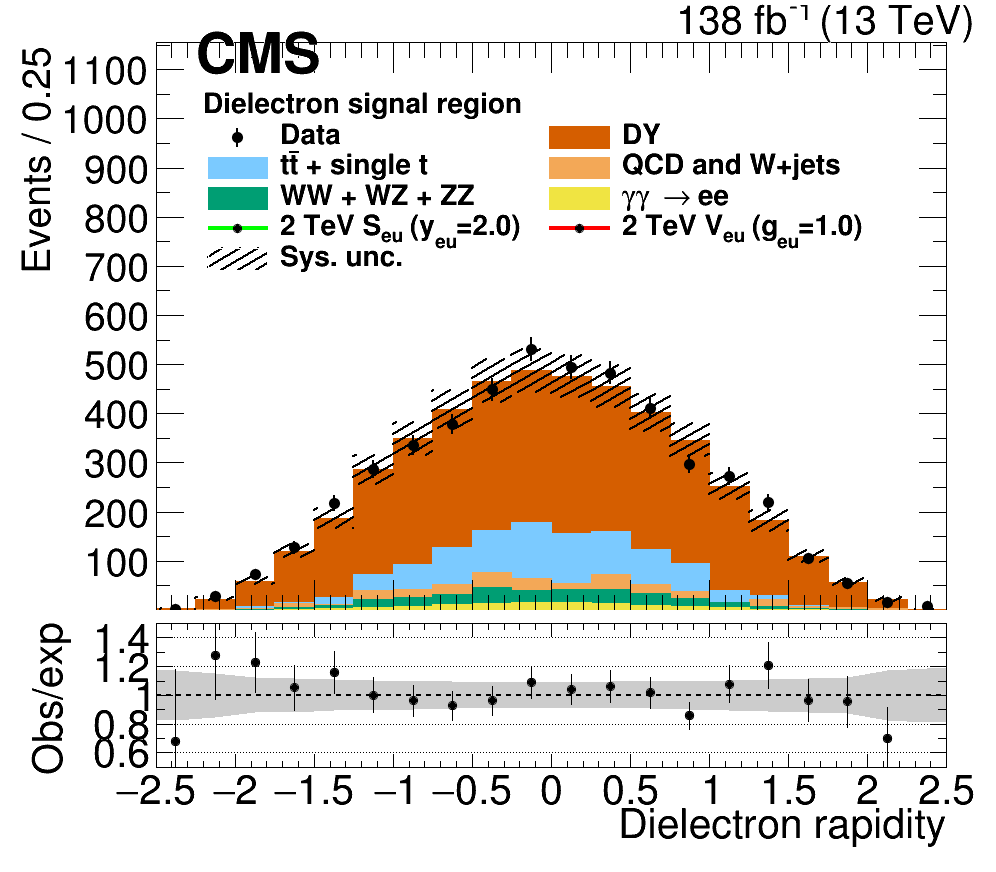 138 fb⁻¹ (13 TeV)
CMS
Events / 0.25
1100
1000
900
800
700
600
500
400
300
200
100
Dielectron signal region
Data
DY
tt̄ + single t
QCD and W+jets
WW + WZ + ZZ
γγ → ee
2 TeV S_eu (y_eu=2.0)
2 TeV V_eu (g_eu=1.0)
Sys. unc.
Obs/exp
1.4
1.2
1
0.8
0.6
−2.5 −2 −1.5 −1 −0.5 0 0.5 1 1.5 2 2.5
Dielectron rapidity